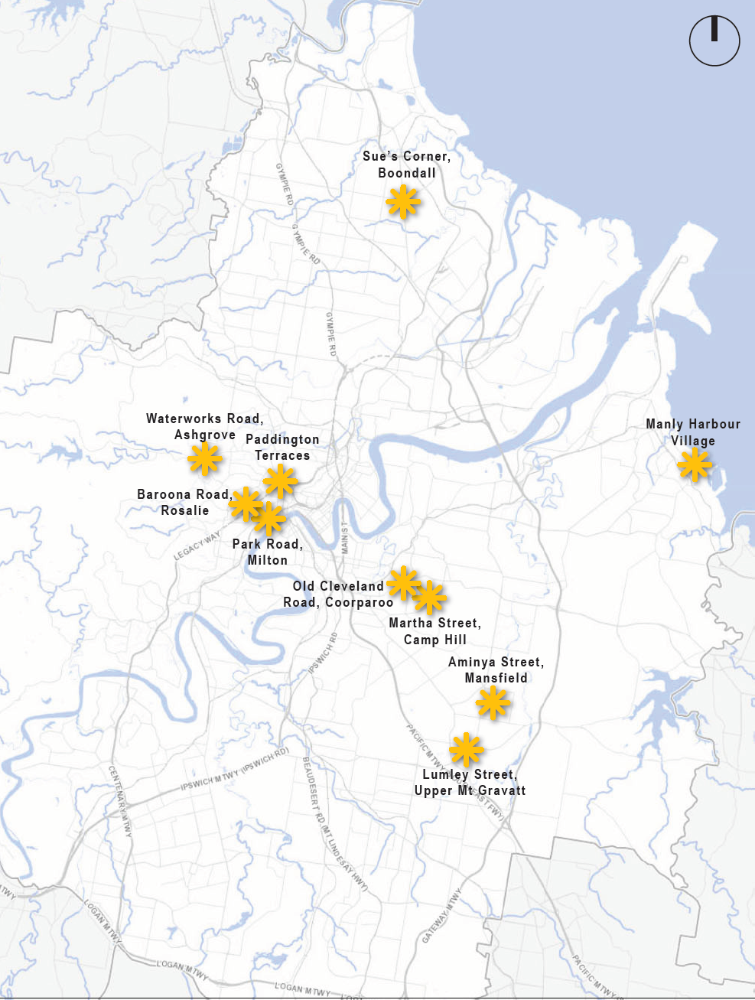 Sue's Corner,
Boondall
GYMPIE RD
GYMPIE RD
GYMPIE RD
Waterworks Road,
Ashgrove
Paddington
Terraces
Manly Harbour
Village
Baroona Road,
Rosalie
LEGACY WAY
Park Road,
Milton
MAIN ST
Old Cleveland
Road, Coorparoo
Martha Street,
Camp Hill
IPSWICH RD
Aminya Street,
Mansfield
Lumley Street,
Upper Mt Gravatt
CENTENARY MTWY
IPSWICH MTWY (IPSWICH RD)
BEAUDESERT RD (MT LINDESAY HWY)
GATEWAY MTWY
LOGAN MTWY
LOGAN MTWY
LOGAN MTWY